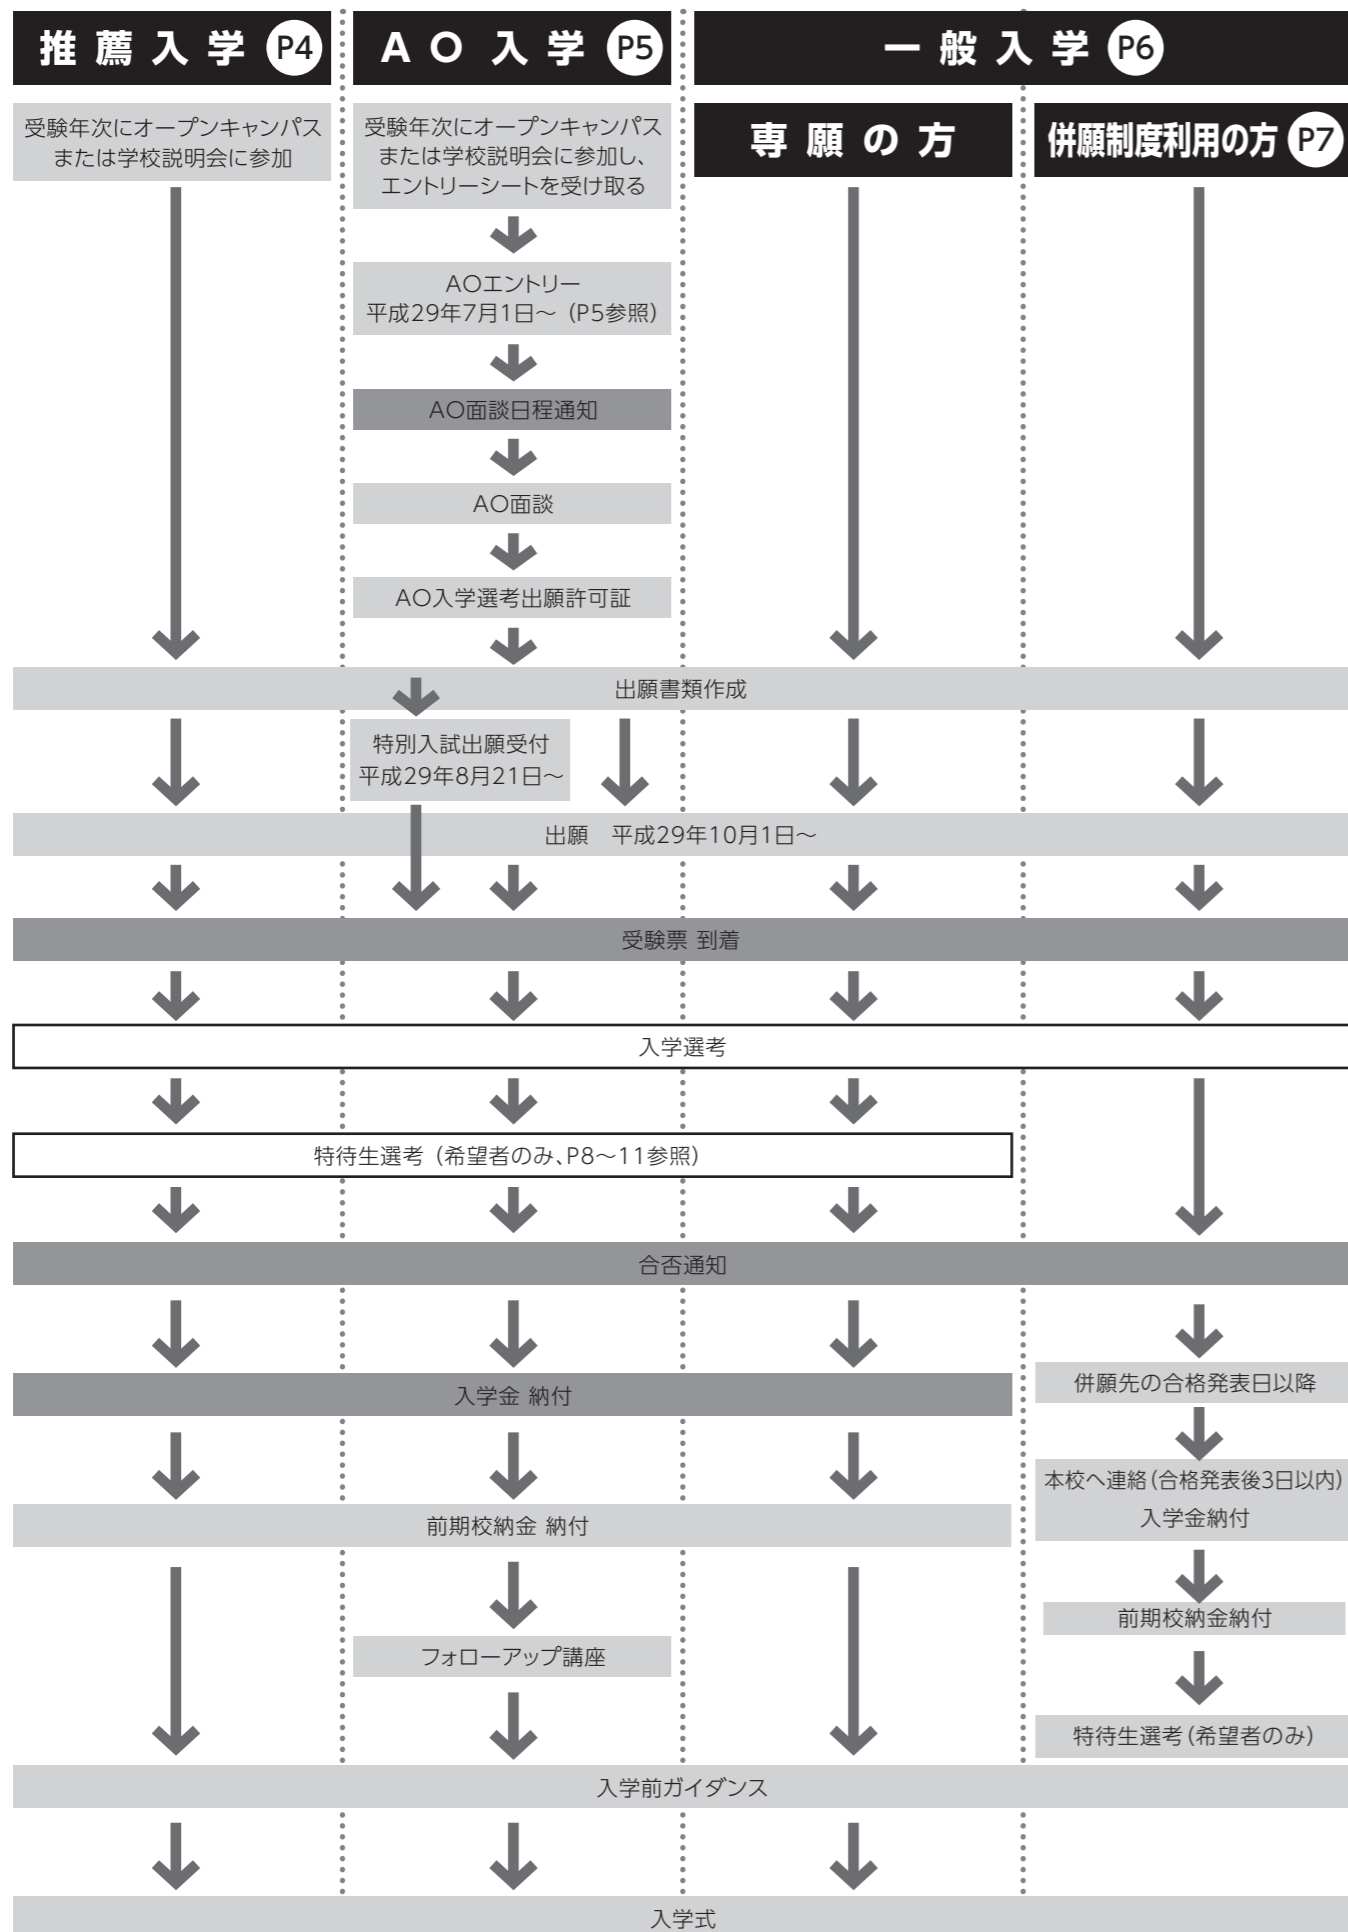 推薦入学 P4
AO入学 P5
一般入学 P6
専願の方
併願制度利用の方 P7
受験年次にオープンキャンパス
または学校説明会に参加
受験年次にオープンキャンパス
または学校説明会に参加し、
エントリーシートを受け取る
AOエントリー
平成29年7月1日〜（P5参照）
AO面談日程通知
AO面談
AO入学選考出願許可証
出願書類作成
特別入試出願受付
平成29年8月21日〜
出願　平成29年10月1日〜
受験票 到着
入学選考
特待生選考（希望者のみ、P8〜11参照）
合否通知
入学金 納付
前期校納金 納付
フォローアップ講座
併願先の合格発表日以降
本校へ連絡（合格発表後3日以内）
入学金納付
前期校納金納付
特待生選考（希望者のみ）
入学前ガイダンス
入学式